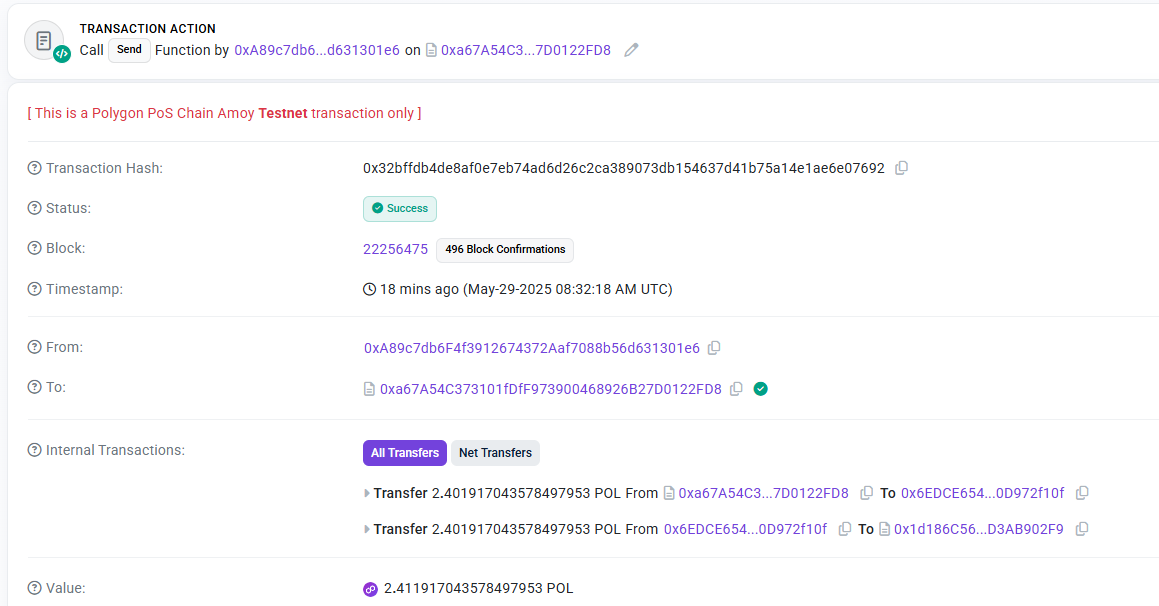 TRANSACTION ACTION
Call Send Function by 0xA89c7db6...d631301e6 on 0xa67A54C3...7D0122FD8
[ This is a Polygon PoS Chain Amoy Testnet transaction only ]
Transaction Hash: 0x32bffdb4de8af0e7eb74ad6d26c2ca389073db154637d41b75a14e1ae6e07692
Status: Success
Block: 22256475 496 Block Confirmations
Timestamp: 18 mins ago (May-29-2025 08:32:18 AM UTC)
From: 0xA89c7db6F4f3912674372Aaf7088b56d631301e6
To: 0xa67A54C373101fDfF973900468926B27D0122FD8
Internal Transactions: All Transfers Net Transfers
Transfer 2.401917043578497953 POL From 0xa67A54C3...7D0122FD8 To 0x6EDCE654...0D972f10f
Transfer 2.401917043578497953 POL From 0x6EDCE654...0D972f10f To 0x1d186C56...D3AB902F9
Value: 2.411917043578497953 POL